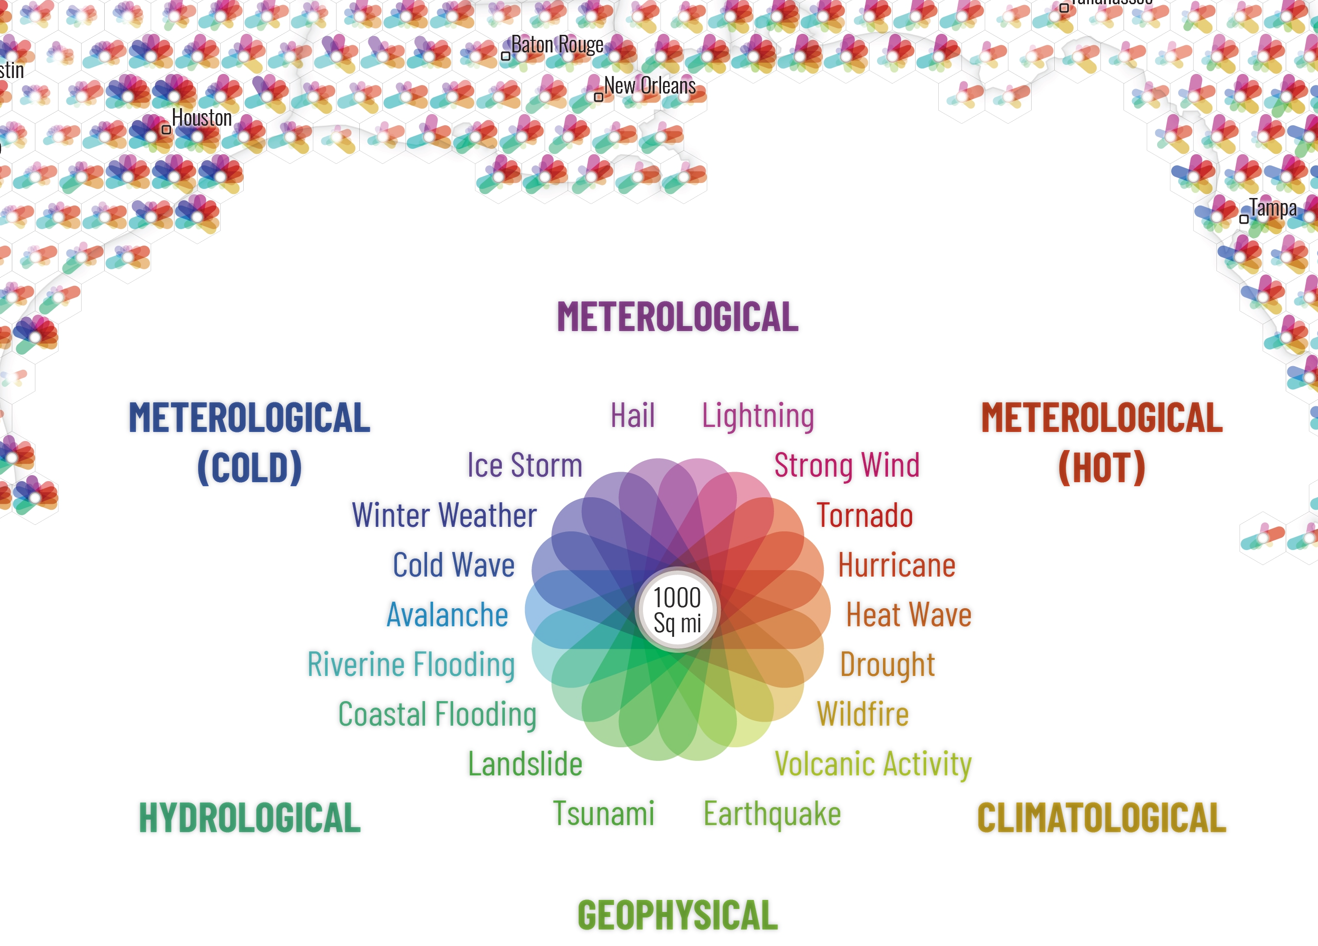 Tallahassee
Baton Rouge
stin
New Orleans
Houston
Tampa
METEROLOGICAL
METEROLOGICAL
(COLD)
METEROLOGICAL
(HOT)
Hail
Lightning
Ice Storm
Strong Wind
Winter Weather
Tornado
Cold Wave
Hurricane
Avalanche
1000
Sq mi
Heat Wave
Riverine Flooding
Drought
Coastal Flooding
Wildfire
Landslide
Volcanic Activity
Tsunami
Earthquake
HYDROLOGICAL
CLIMATOLOGICAL
GEOPHYSICAL